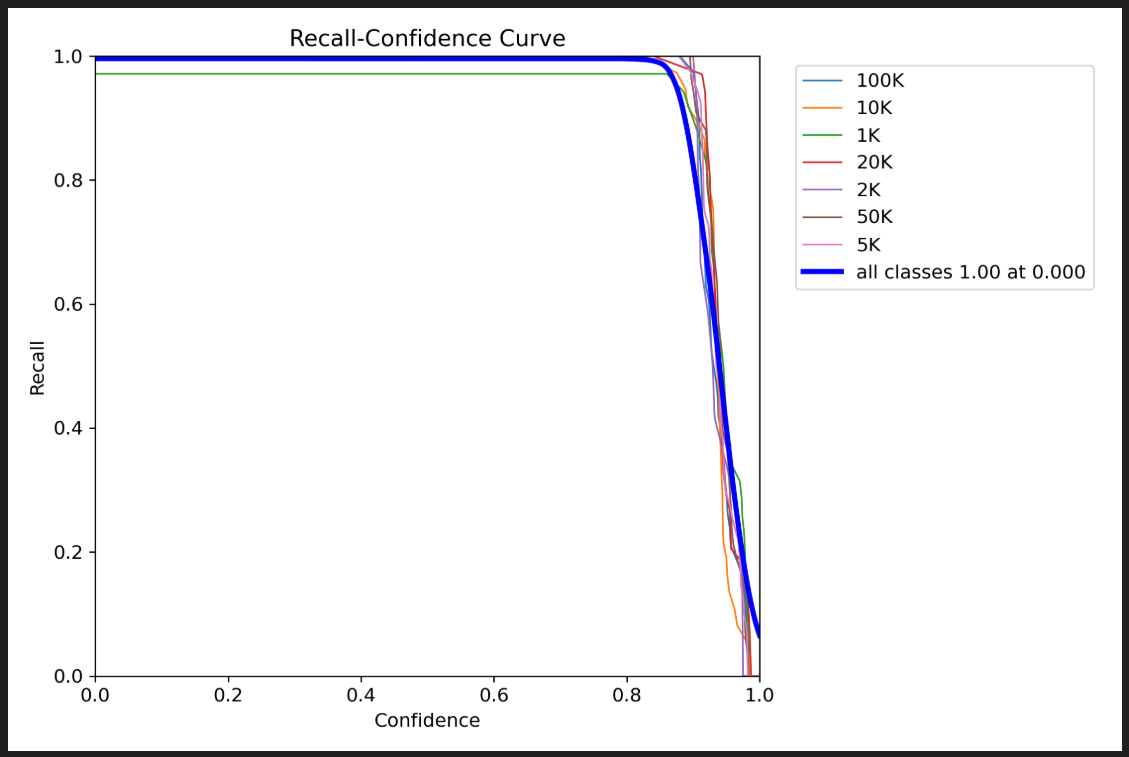 Recall-Confidence Curve
1.0
0.8
0.6
0.4
0.2
0.0
Recall
0.0 0.2 0.4 0.6 0.8 1.0
Confidence
100K
10K
1K
20K
2K
50K
5K
all classes 1.00 at 0.000